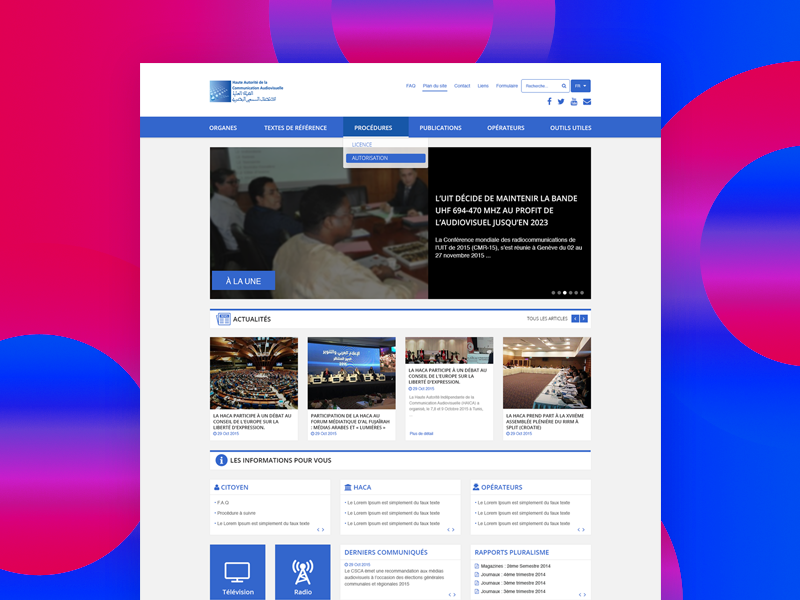 Haute Autorité de la
Communication Audiovisuelle
الهيئة العليا
للاتصال السمعي البصري
FAQ Plan du site Contact Liens Formulaire Recherche... FR
ORGANES TEXTES DE RÉFÉRENCE PROCÉDURES PUBLICATIONS OPÉRATEURS OUTILS UTILES
LICENCE
AUTORISATION
L'UIT DÉCIDE DE MAINTENIR LA BANDE
UHF 694-470 MHZ AU PROFIT DE
L'AUDIOVISUEL JUSQU'EN 2023
La Conférence mondiale des radiocommunications de
l'UIT de 2015 (CMR-15), s'est réunie à Genève du 02 au
27 novembre 2015 ...
À LA UNE
ACTUALITÉS
TOUS LES ARTICLES
LA HACA PARTICIPE À UN DÉBAT AU
CONSEIL DE L'EUROPE SUR LA
LIBERTÉ D'EXPRESSION.
29 Oct 2015
PARTICIPATION DE LA HACA AU
FORUM MÉDIATIQUE D'AL FUJAÏRAH
: MÉDIAS ARABES ET « LUMIÈRES »
29 Oct 2015
LA HACA PARTICIPE À UN DÉBAT AU
CONSEIL DE L'EUROPE SUR LA
LIBERTÉ D'EXPRESSION.
29 Oct 2015
La Haute Autorité Indépendante de la
Communication Audiovisuelle (HAICA) a
organisé, le 7,8 et 9 Octobre 2015 à Tunis,
...
Plus de détail
LA HACA PREND PART À LA XVIIÈME
ASSEMBLÉE PLÉNIÈRE DU RIRM À
SPLIT (CROATIE)
29 Oct 2015
LES INFORMATIONS POUR VOUS
CITOYEN
• F.A.Q
• Procédure à suivre
• Le Lorem Ipsum est simplement du faux texte
HACA
• Le Lorem Ipsum est simplement du faux texte
• Le Lorem Ipsum est simplement du faux texte
• Le Lorem Ipsum est simplement du faux texte
OPÉRATEURS
• Le Lorem Ipsum est simplement du faux texte
• Le Lorem Ipsum est simplement du faux texte
• Le Lorem Ipsum est simplement du faux texte
Télévision
Radio
DERNIERS COMMUNIQUÉS
29 Oct 2015
Le CSCA émet une recommandation aux médias
audiovisuels à l'occasion des élections générales
communales et régionales 2015
RAPPORTS PLURALISME
Magazines : 2ème Semestre 2014
Journaux : 4ème trimestre 2014
Journaux : 3ème trimestre 2014
Journaux : 3ème trimestre 2014